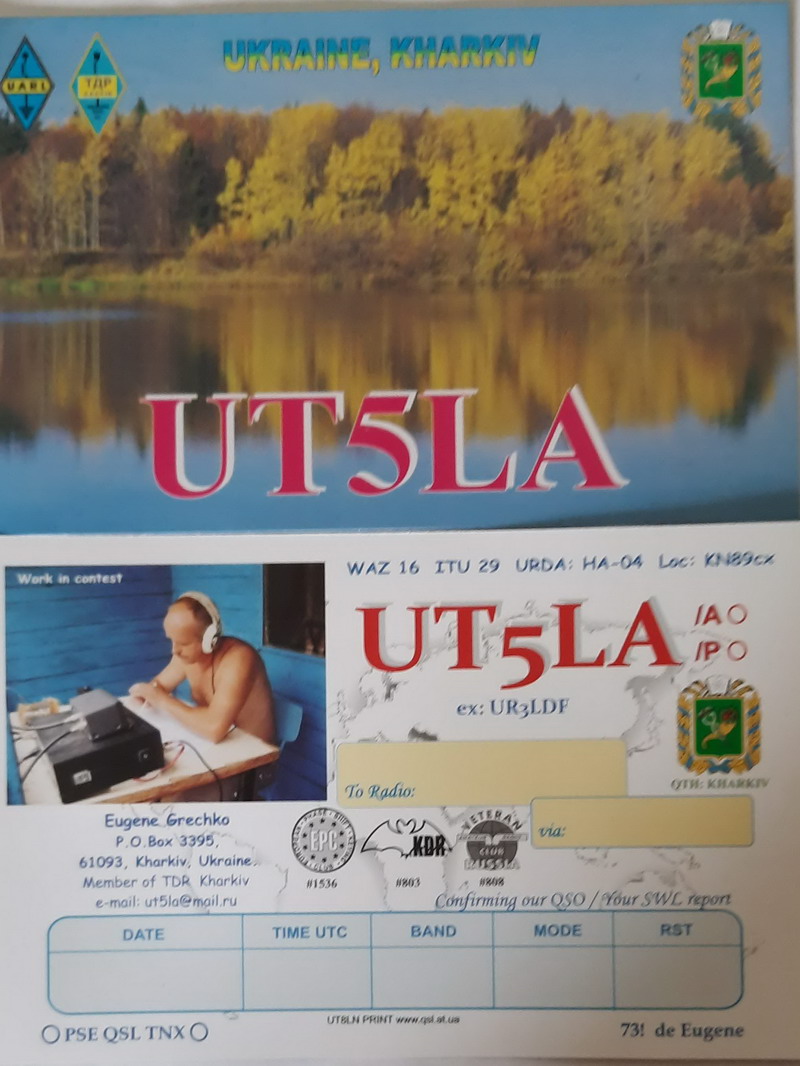 UKRAINE, KHARKIV
UARL
ТДР
UT5LA
Work in contest
WAZ 16 ITU 29 URDA: HA-04 Loc: KN89cx
UT5LA
/A
/P
ex: UR3LDF
QTH: KHARKIV
To Radio:
via:
Eugene Grechko
P.O.Box 3395,
61093, Kharkiv, Ukraine.
Member of TDR Kharkiv
e-mail: ut5la@mail.ru
EPC
#1536
KDR
#803
VETERAN
CLUB
RUSSIA
#808
Confirming our QSO / Your SWL report
DATE TIME UTC BAND MODE RST
PSE QSL TNX
UT8LN PRINT www.qsl.at.ua
73! de Eugene